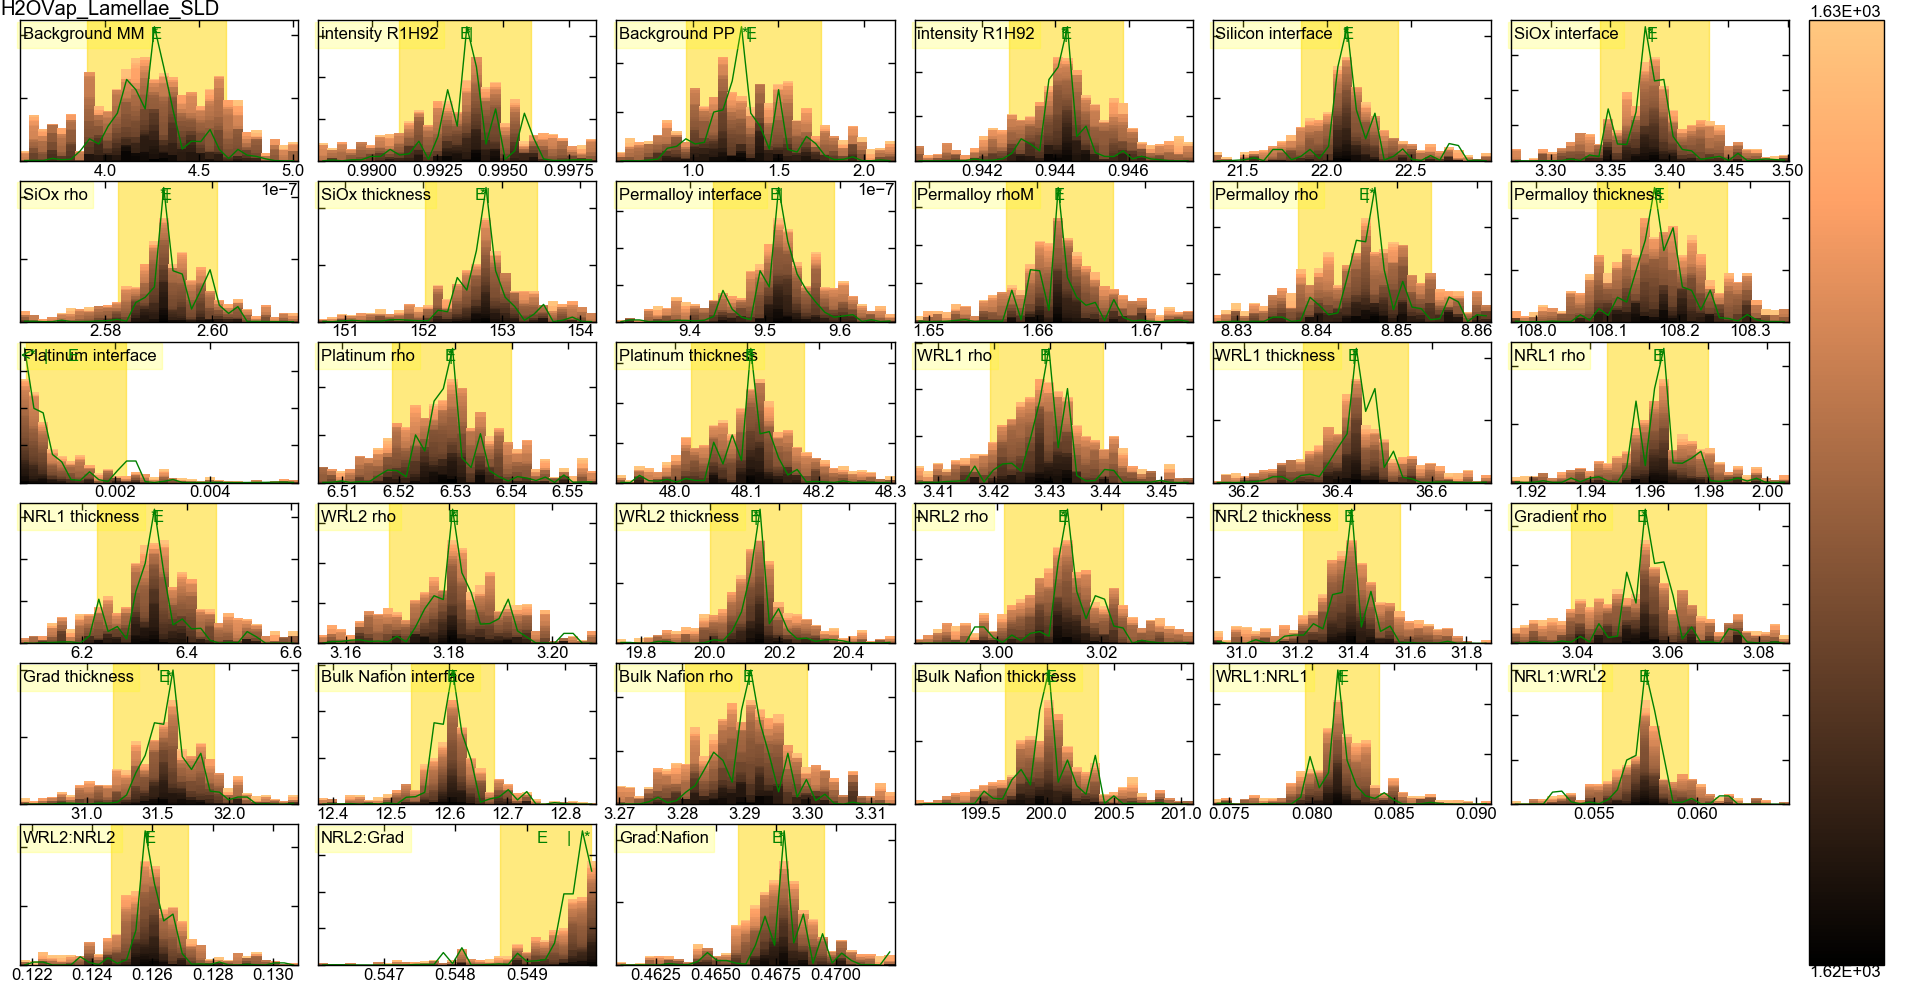 H2OVap_Lamellae_SLD
1.63E+03
Background MM E
intensity R1H92 E
Background PP *E
intensity R1H92 E
Silicon interface E
SiOx interface *E
4.0 4.5 5.0
0.9900 0.9925 0.9950 0.9975
1.0 1.5 2.0
0.942 0.944 0.946
21.5 22.0 22.5
3.30 3.35 3.40 3.45 3.50
SiOx rho E 1e-7
SiOx thickness E*
Permalloy interface E 1e-7
Permalloy rhoM E
Permalloy rho E *
Permalloy thickness E
2.58 2.60
151 152 153 154
9.4 9.5 9.6
1.65 1.66 1.67
8.83 8.84 8.85 8.86
108.0 108.1 108.2 108.3
Platinum interface E
Platinum rho E
Platinum thickness E
WRL1 rho E
WRL1 thickness E
NRL1 rho E
0.002 0.004
6.51 6.52 6.53 6.54 6.55
48.0 48.1 48.2 48.3
3.41 3.42 3.43 3.44 3.45
36.2 36.4 36.6
1.92 1.94 1.96 1.98 2.00
NRL1 thickness *E
WRL2 rho E
WRL2 thickness E
NRL2 rho E
NRL2 thickness E
Gradient rho E
6.2 6.4 6.6
3.16 3.18 3.20
19.8 20.0 20.2 20.4
3.00 3.02
31.0 31.2 31.4 31.6 31.8
3.04 3.06 3.08
Grad thickness E*
Bulk Nafion interface E
Bulk Nafion rho E
Bulk Nafion thickness E
WRL1:NRL1 *E
NRL1:WRL2 E
31.0 31.5 32.0
12.4 12.5 12.6 12.7 12.8
3.27 3.28 3.29 3.30 3.31
199.5 200.0 200.5 201.0
0.075 0.080 0.085 0.090
0.055 0.060
WRL2:NRL2 *E
NRL2:Grad E | *
Grad:Nafion E
0.122 0.124 0.126 0.128 0.130
0.547 0.548 0.549
0.4625 0.4650 0.4675 0.4700
1.62E+03